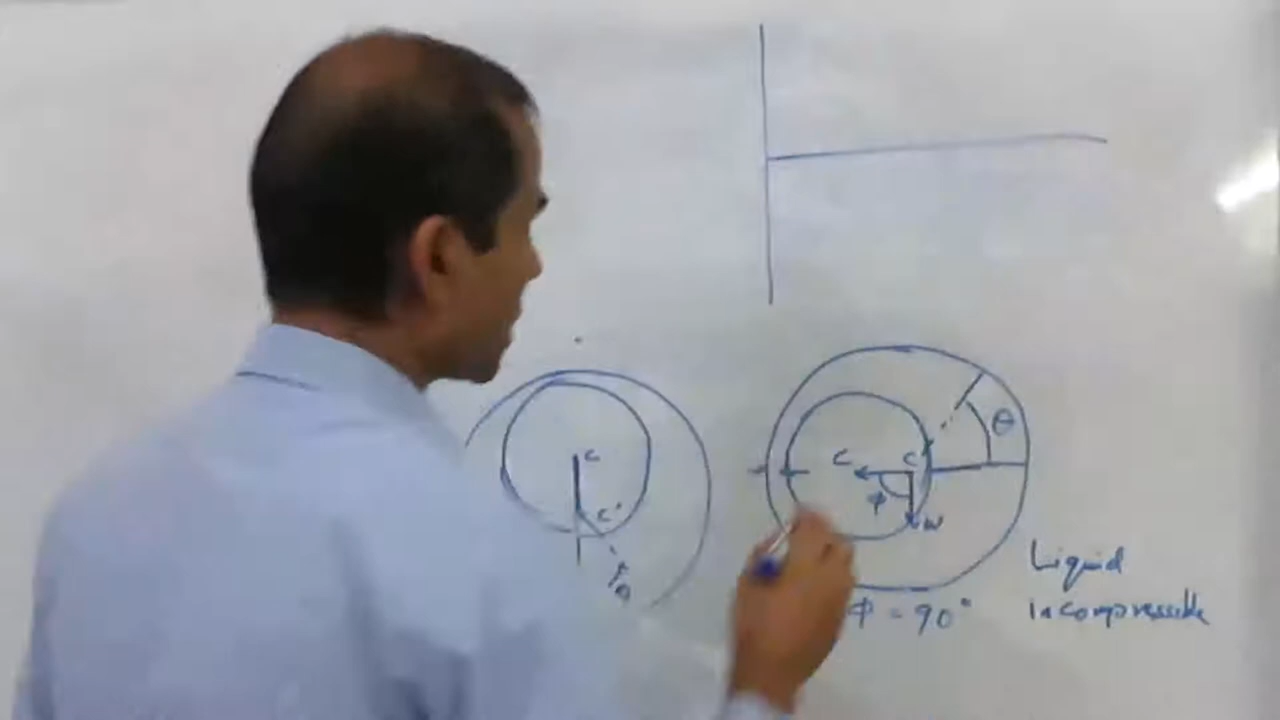 C
C'
θ
C C'
φ
W
θ
Liquid
incompressible
φ = 90°